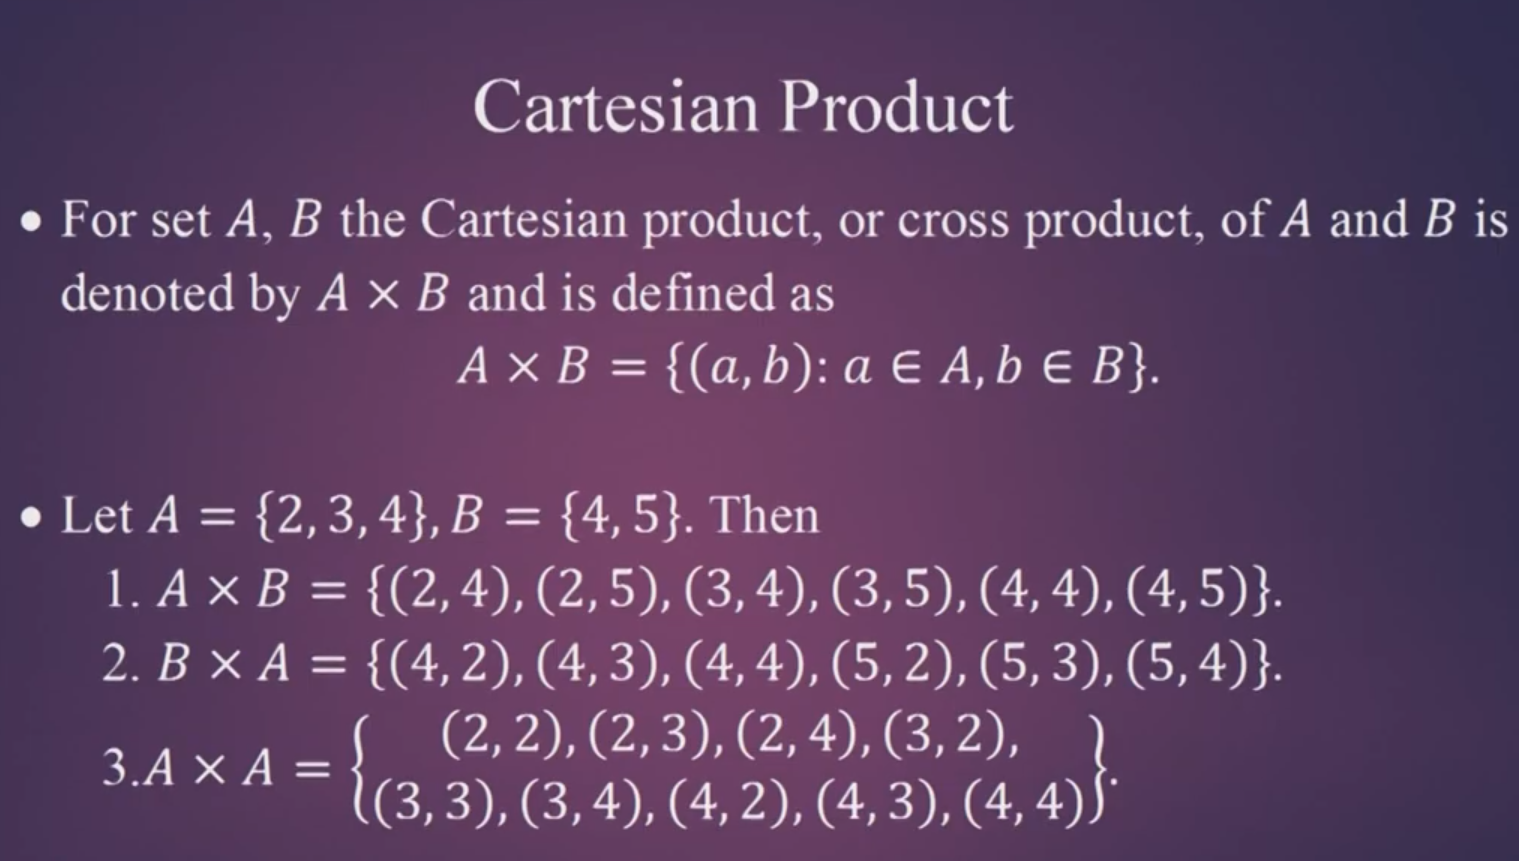 Cartesian Product
• For set A, B the Cartesian product, or cross product, of A and B is
denoted by A × B and is defined as
A × B = {(a, b): a ∈ A, b ∈ B}.
• Let A = {2, 3, 4}, B = {4, 5}. Then
1. A × B = {(2, 4), (2, 5), (3, 4), (3, 5), (4, 4), (4, 5)}.
2. B × A = {(4, 2), (4, 3), (4, 4), (5, 2), (5, 3), (5, 4)}.
3.A × A = { (2, 2), (2, 3), (2, 4), (3, 2),
(3, 3), (3, 4), (4, 2), (4, 3), (4, 4) }.